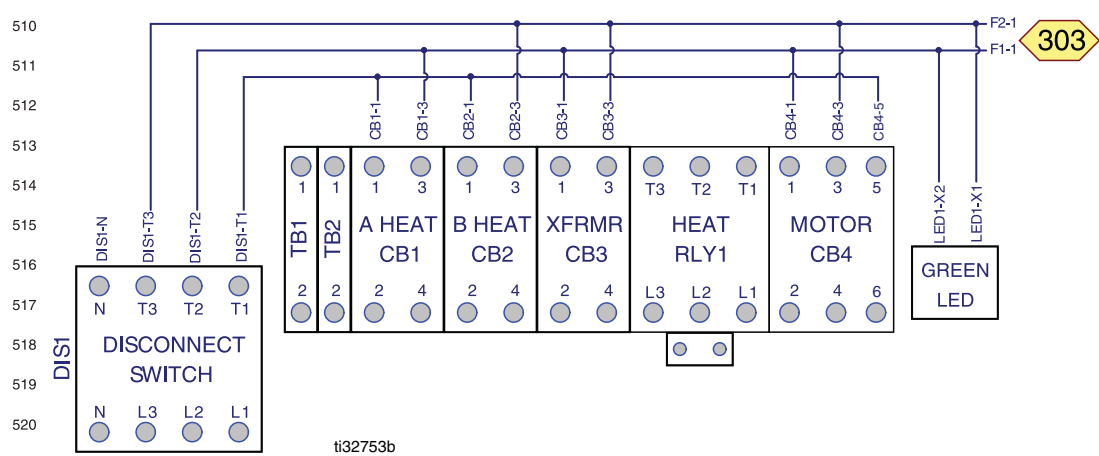 510
F2-1
303
F1-1
511
512
CB1-1
CB1-3
CB2-1
CB2-3
CB3-1
CB3-3
CB4-1
CB4-3
CB4-5
513
514
1 1 1 3 1 3 1 3 T3 T2 T1 1 3 5
515
DIS1-N
DIS1-T3
DIS1-T2
DIS1-T1
TB1
TB2
A HEAT
CB1
B HEAT
CB2
XFRMR
CB3
HEAT
RLY1
MOTOR
CB4
LED1-X2
LED1-X1
516
GREEN
LED
2 2 2 4 2 4 2 4 L3 L2 L1 2 4 6
517
N T3 T2 T1
518
DIS1
DISCONNECT
SWITCH
519
N L3 L2 L1
520
ti32753b